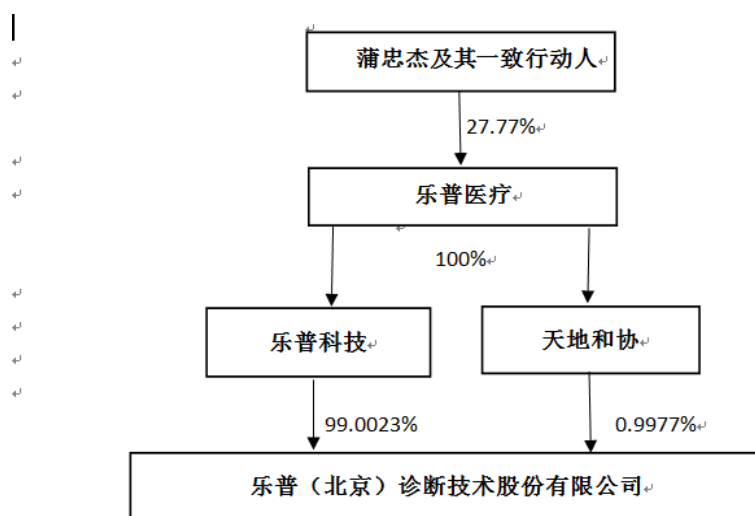 蒲忠杰及其一致行动人
27.77%
乐普医疗
100%
乐普科技
天地和协
99.0023%
0.9977%
乐普（北京）诊断技术股份有限公司